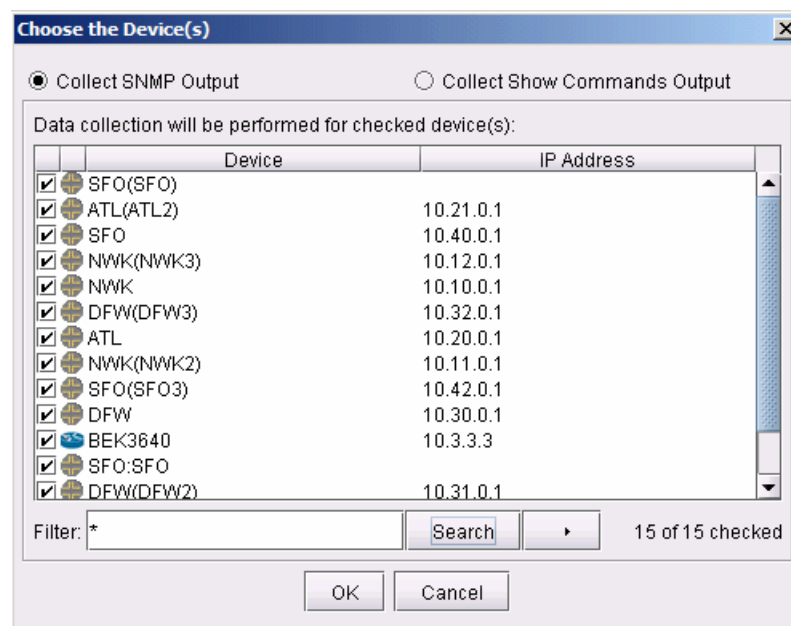 Choose the Device(s)
Collect SNMP Output Collect Show Commands Output
Data collection will be performed for checked device(s):
Device IP Address
SFO(SFO)
ATL(ATL2) 10.21.0.1
SFO 10.40.0.1
NWK(NWK3) 10.12.0.1
NWK 10.10.0.1
DFW(DFW3) 10.32.0.1
ATL 10.20.0.1
NWK(NWK2) 10.11.0.1
SFO(SFO3) 10.42.0.1
DFW 10.30.0.1
BEK3640 10.3.3.3
SFO:SFO
DFW(DFW2) 10.31.0.1
Filter: * Search 15 of 15 checked
OK Cancel